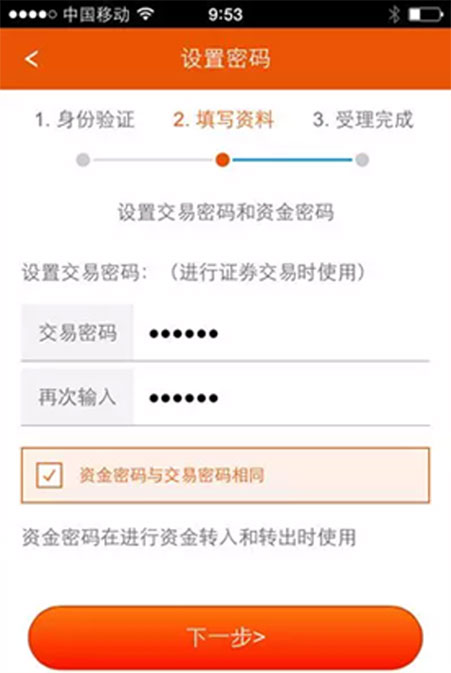 中国移动 9:53
< 设置密码
1. 身份验证 2. 填写资料 3. 受理完成
设置交易密码和资金密码
设置交易密码：（进行证券交易时使用）
交易密码 ●●●●●●
再次输入 ●●●●●●
资金密码与交易密码相同
资金密码在进行资金转入和转出时使用
下一步>